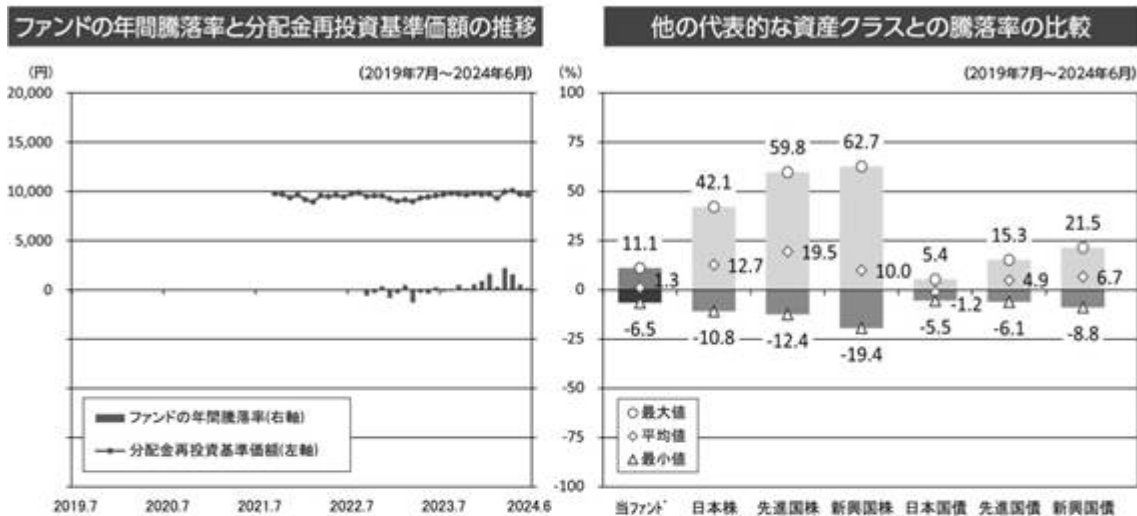 ファンドの年間騰落率と分配金再投資基準価額の推移
(円)
(2019年7月～2024年6月)
20,000
15,000
10,000
5,000
0
ファンドの年間騰落率(右軸)
分配金再投資基準価額(左軸)
2019.7 2020.7 2021.7 2022.7 2023.7 2024.6
他の代表的な資産クラスとの騰落率の比較
(%)
(2019年7月～2024年6月)
100
75
50
25
0
-25
-50
-75
-100
11.1 42.1 59.8 62.7 5.4 15.3 21.5
1.3 12.7 19.5 10.0 -1.2 4.9 6.7
-6.5 -10.8 -12.4 -19.4 -5.5 -6.1 -8.8
最大値
平均値
最小値
当ファンド 日本株 先進国株 新興国株 日本国債 先進国債 新興国債